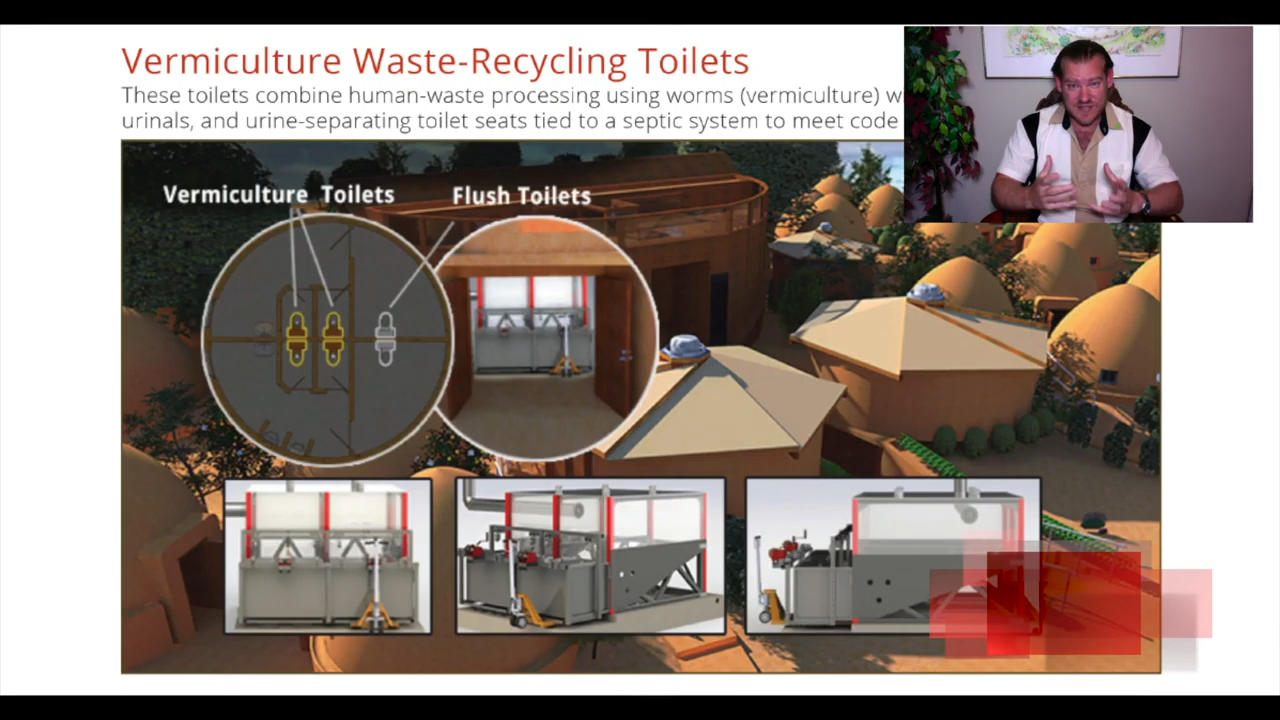 Vermiculture Waste-Recycling Toilets
These toilets combine human-waste processing using worms (vermiculture) w
urinals, and urine-separating toilet seats tied to a septic system to meet code
Vermiculture Toilets
Flush Toilets